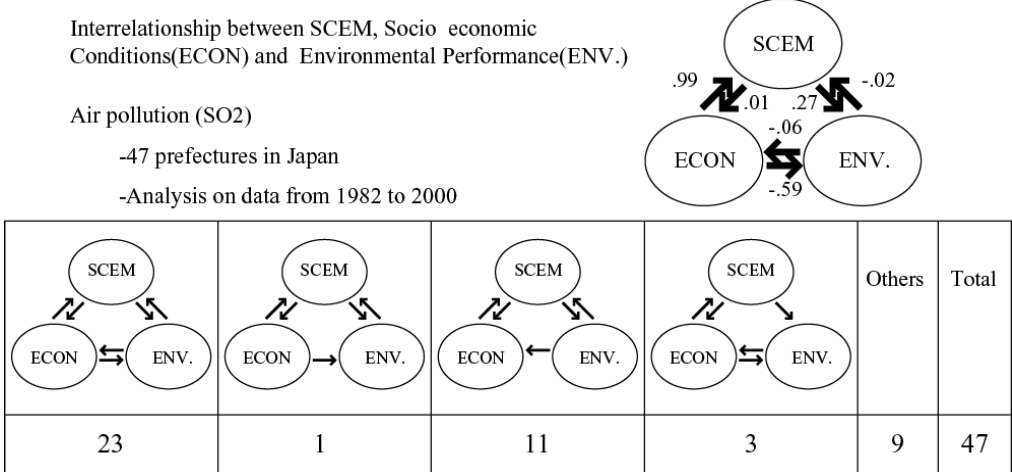 Interrelationship between SCEM, Socio economic
Conditions(ECON) and Environmental Performance(ENV.)
Air pollution (SO2)
-47 prefectures in Japan
-Analysis on data from 1982 to 2000
SCEM
.99
-.02
.01
.27
-.06
ECON
ENV.
-.59
SCEM
ECON
ENV.
SCEM
ECON
ENV.
SCEM
ECON
ENV.
SCEM
ECON
ENV.
Others
Total
23
1
11
3
9
47